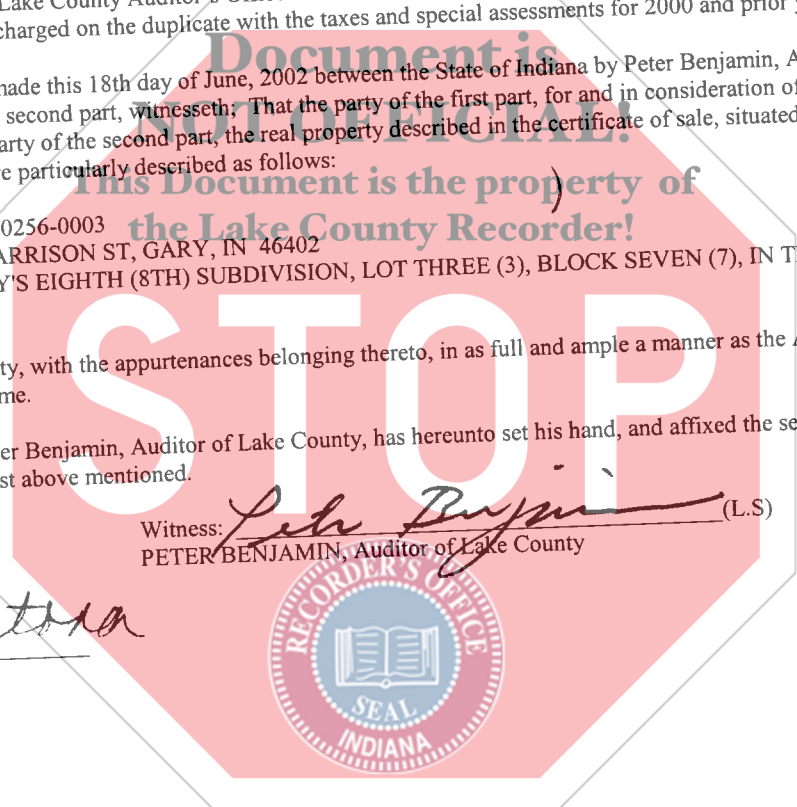 Lake County Auditor's Offic
charged on the duplicate with the taxes and special assessments for 2000 and prior y
Document is
made this 18th day of June, 2002 between the State of Indiana by Peter Benjamin, A
second part, witnesseth; That the party of the first part, for and in consideration of
NOT OFFICIAL!
arty of the second part, the real property described in the certificate of sale, situated
e particularly described as follows:
This Document is the property of
the Lake County Recorder!
0256-0003
ARRISON ST, GARY, IN 46402
Y'S EIGHTH (8TH) SUBDIVISION, LOT THREE (3), BLOCK SEVEN (7), IN T
STOP
ty, with the appurtenances belonging thereto, in as full and ample a manner as the A
me.
er Benjamin, Auditor of Lake County, has hereunto set his hand, and affixed the se
st above mentioned.
Witness: Pete Benjamin (L.S)
PETER BENJAMIN, Auditor of Lake County
RECORDER'S OFFICE
SEAL
INDIANA